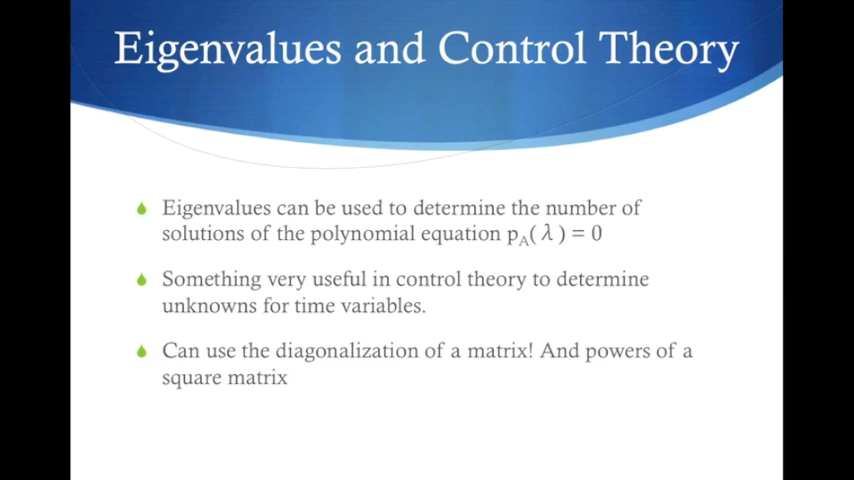 Eigenvalues and Control Theory
Eigenvalues can be used to determine the number of
solutions of the polynomial equation pA( λ ) = 0
Something very useful in control theory to determine
unknowns for time variables.
Can use the diagonalization of a matrix! And powers of a
square matrix